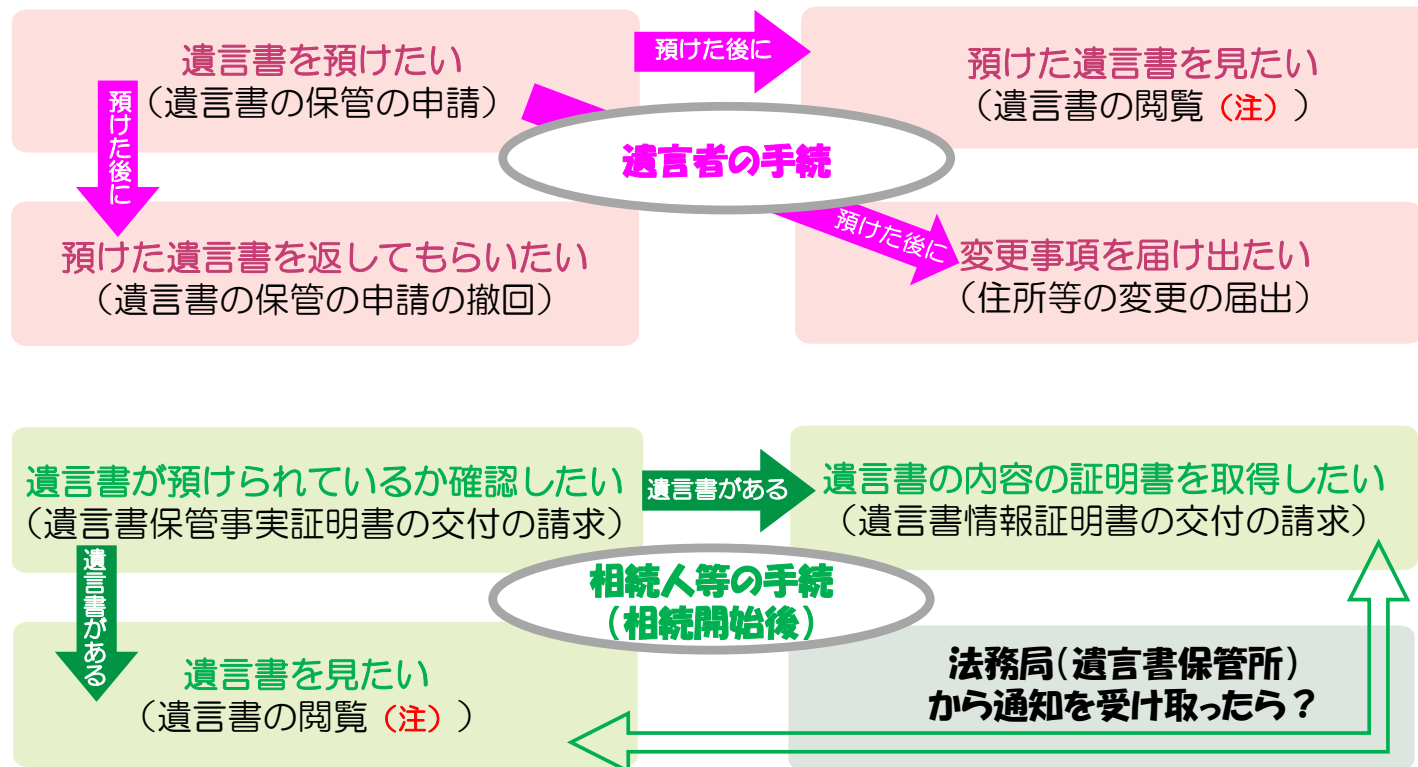 遺言書を預けたい
（遺言書の保管の申請）
預けた後に
預けた遺言書を見たい
（遺言書の閲覧（注））
預けた後に
遺言者の手続
預けた後に
預けた遺言書を返してもらいたい
（遺言書の保管の申請の撤回）
変更事項を届け出たい
（住所等の変更の届出）
遺言書が預けられているか確認したい
（遺言書保管事実証明書の交付の請求）
遺言書がある
遺言書の内容の証明書を取得したい
（遺言書情報証明書の交付の請求）
遺言書がある
相続人等の手続
（相続開始後）
遺言書を見たい
（遺言書の閲覧（注））
法務局（遺言書保管所）
から通知を受け取ったら？